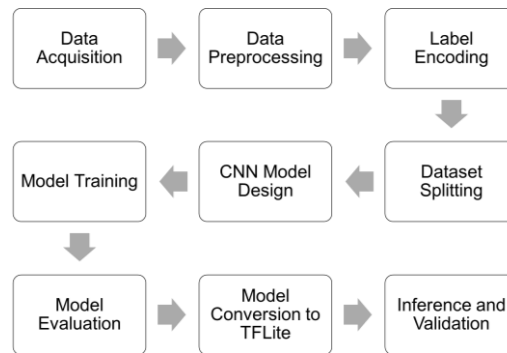 Data
Acquisition
Data
Preprocessing
Label
Encoding
Model Training
CNN Model
Design
Dataset
Splitting
Model
Evaluation
Model
Conversion to
TFLite
Inference and
Validation